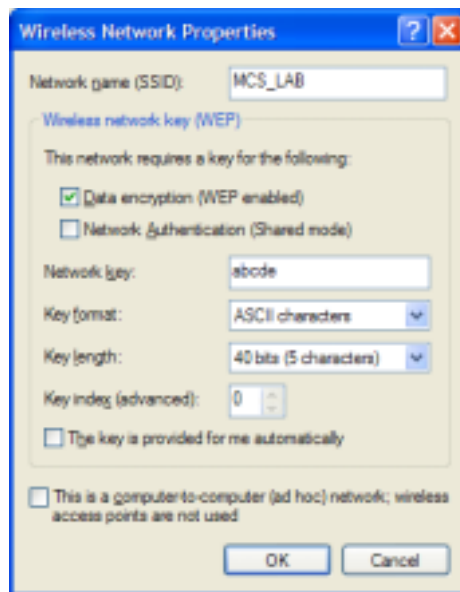 Wireless Network Properties
Network name (SSID): MCS_LAB
Wireless network key (WEP)
This network requires a key for the following:
Data encryption (WEP enabled)
Network Authentication (Shared mode)
Network key: abcde
Key format: ASCII characters
Key length: 40 bits (5 characters)
Key index (advanced): 0
The key is provided for me automatically
This is a computer-to-computer (ad hoc) network; wireless
access points are not used
OK Cancel